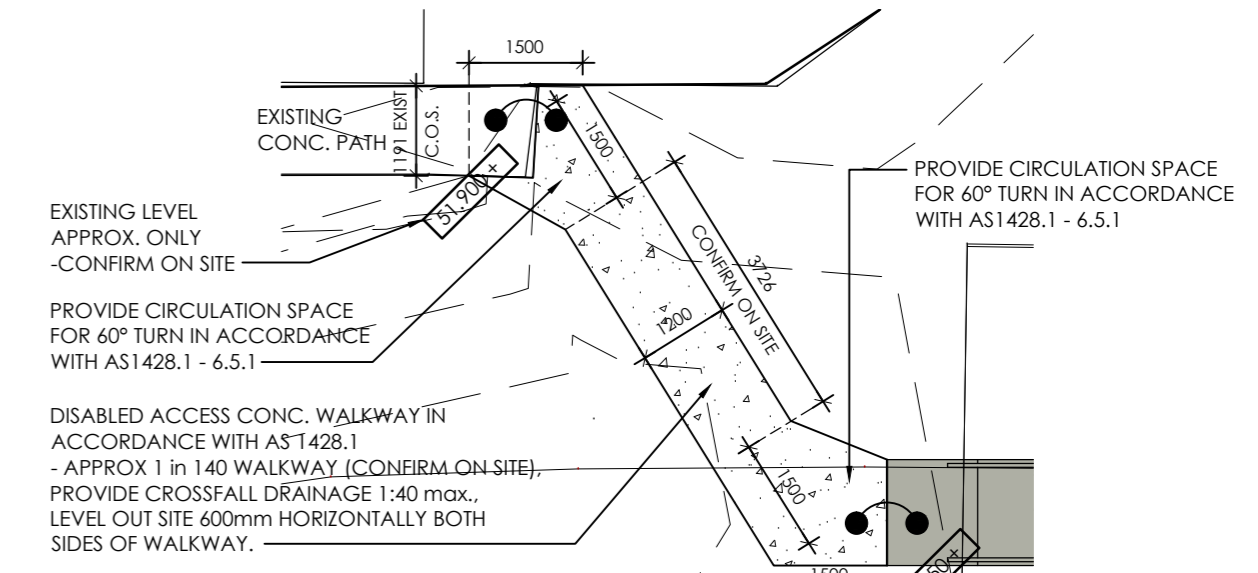 1500
EXISTING
CONC. PATH
1191 EXIST
C.O.S.
51.900 +
1500
EXISTING LEVEL
APPROX. ONLY
-CONFIRM ON SITE
PROVIDE CIRCULATION SPACE
FOR 60° TURN IN ACCORDANCE
WITH AS1428.1 - 6.5.1
PROVIDE CIRCULATION SPACE
FOR 60° TURN IN ACCORDANCE
WITH AS1428.1 - 6.5.1
3726
CONFIRM ON SITE
1200
DISABLED ACCESS CONC. WALKWAY IN
ACCORDANCE WITH AS 1428.1
- APPROX 1 in 140 WALKWAY (CONFIRM ON SITE),
PROVIDE CROSSFALL DRAINAGE 1:40 max.,
LEVEL OUT SITE 600mm HORIZONTALLY BOTH
SIDES OF WALKWAY.
1500
1500